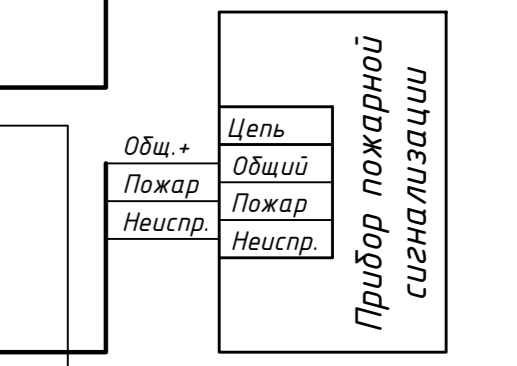 Общ.+
Пожар
Неиспр.
Цепь
Общий
Пожар
Неиспр.
Прибор пожарной
сигнализации